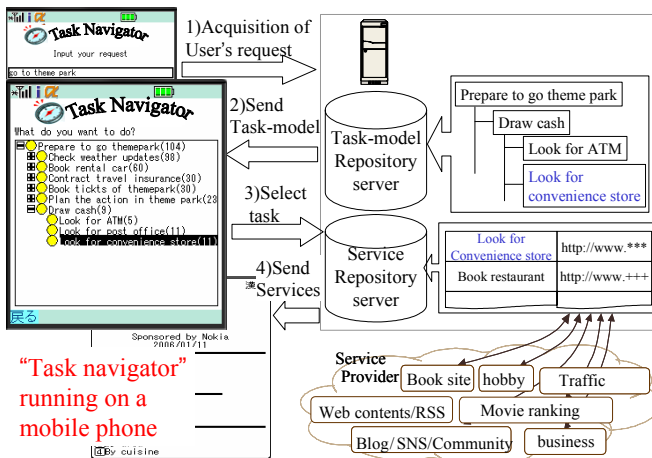 Task Navigator
Input your request
go to theme park
Task Navigator
What do you want to do?
Prepare to go themepark(104)
Check weather updates(98)
Book rental car(60)
Contract travel insurance(30)
Book tickts of themepark(30)
Plan the action in theme park(23
Draw cash(9)
Look for ATM(5)
Look for post office(11)
Look for convenience store(11)
戻る
漢
Sponsored by Nokia
2006/01/11
"Task navigator"
running on a
mobile phone
4 By cuisine
1)Acquisition of
User's request
2)Send
Task-model
3)Select
task
4)Send
Services
Task-model
Repository
server
Service
Repository
server
Prepare to go theme park
Draw cash
Look for ATM
Look for
convenience store
Look for
Convenience store
http://www.***
Book restaurant
http://www.+++
Service
Provider
Book site
hobby
Traffic
Web contents/RSS
Movie ranking
Blog/ SNS/Community
business